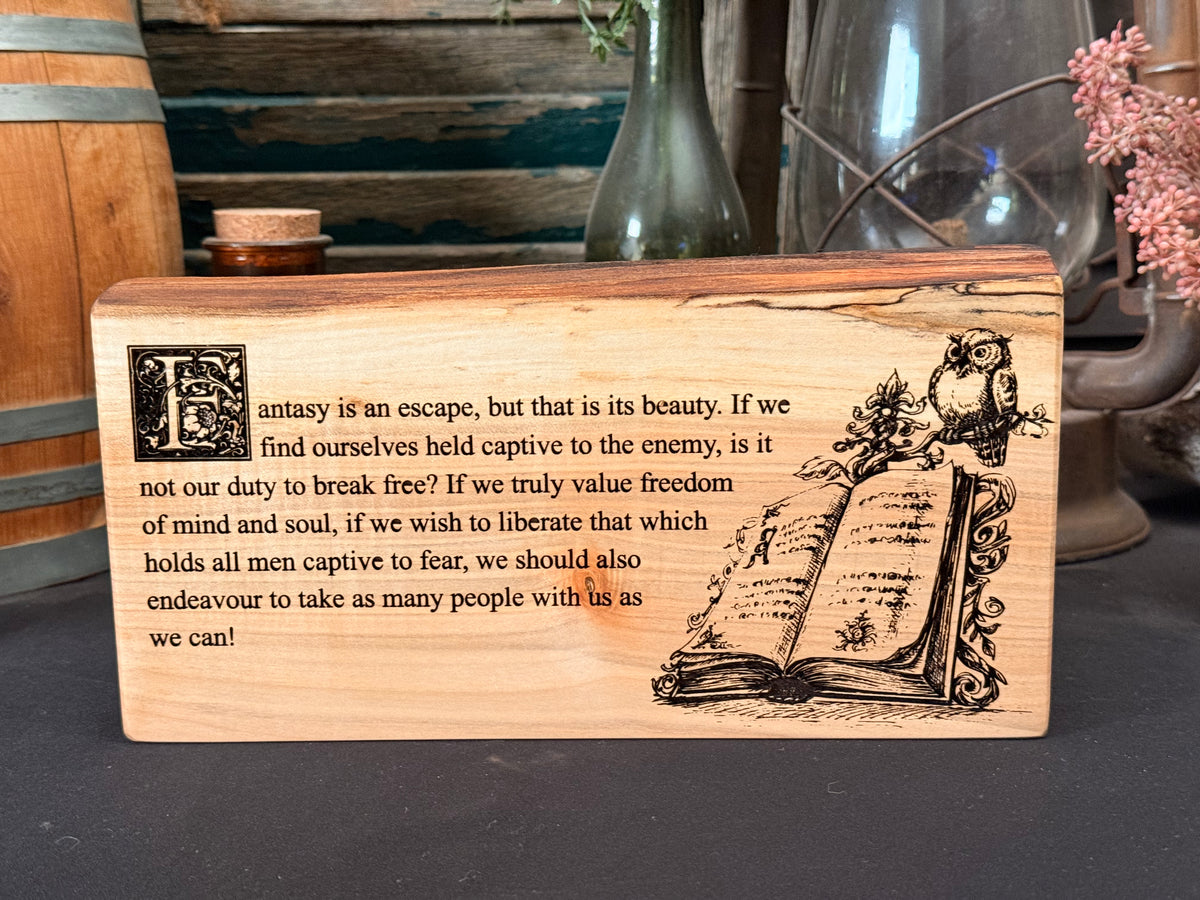 Fantasy is an escape, but that is its beauty. If we
find ourselves held captive to the enemy, is it
not our duty to break free? If we truly value freedom
of mind and soul, if we wish to liberate that which
holds all men captive to fear, we should also
endeavour to take as many people with us as
we can!